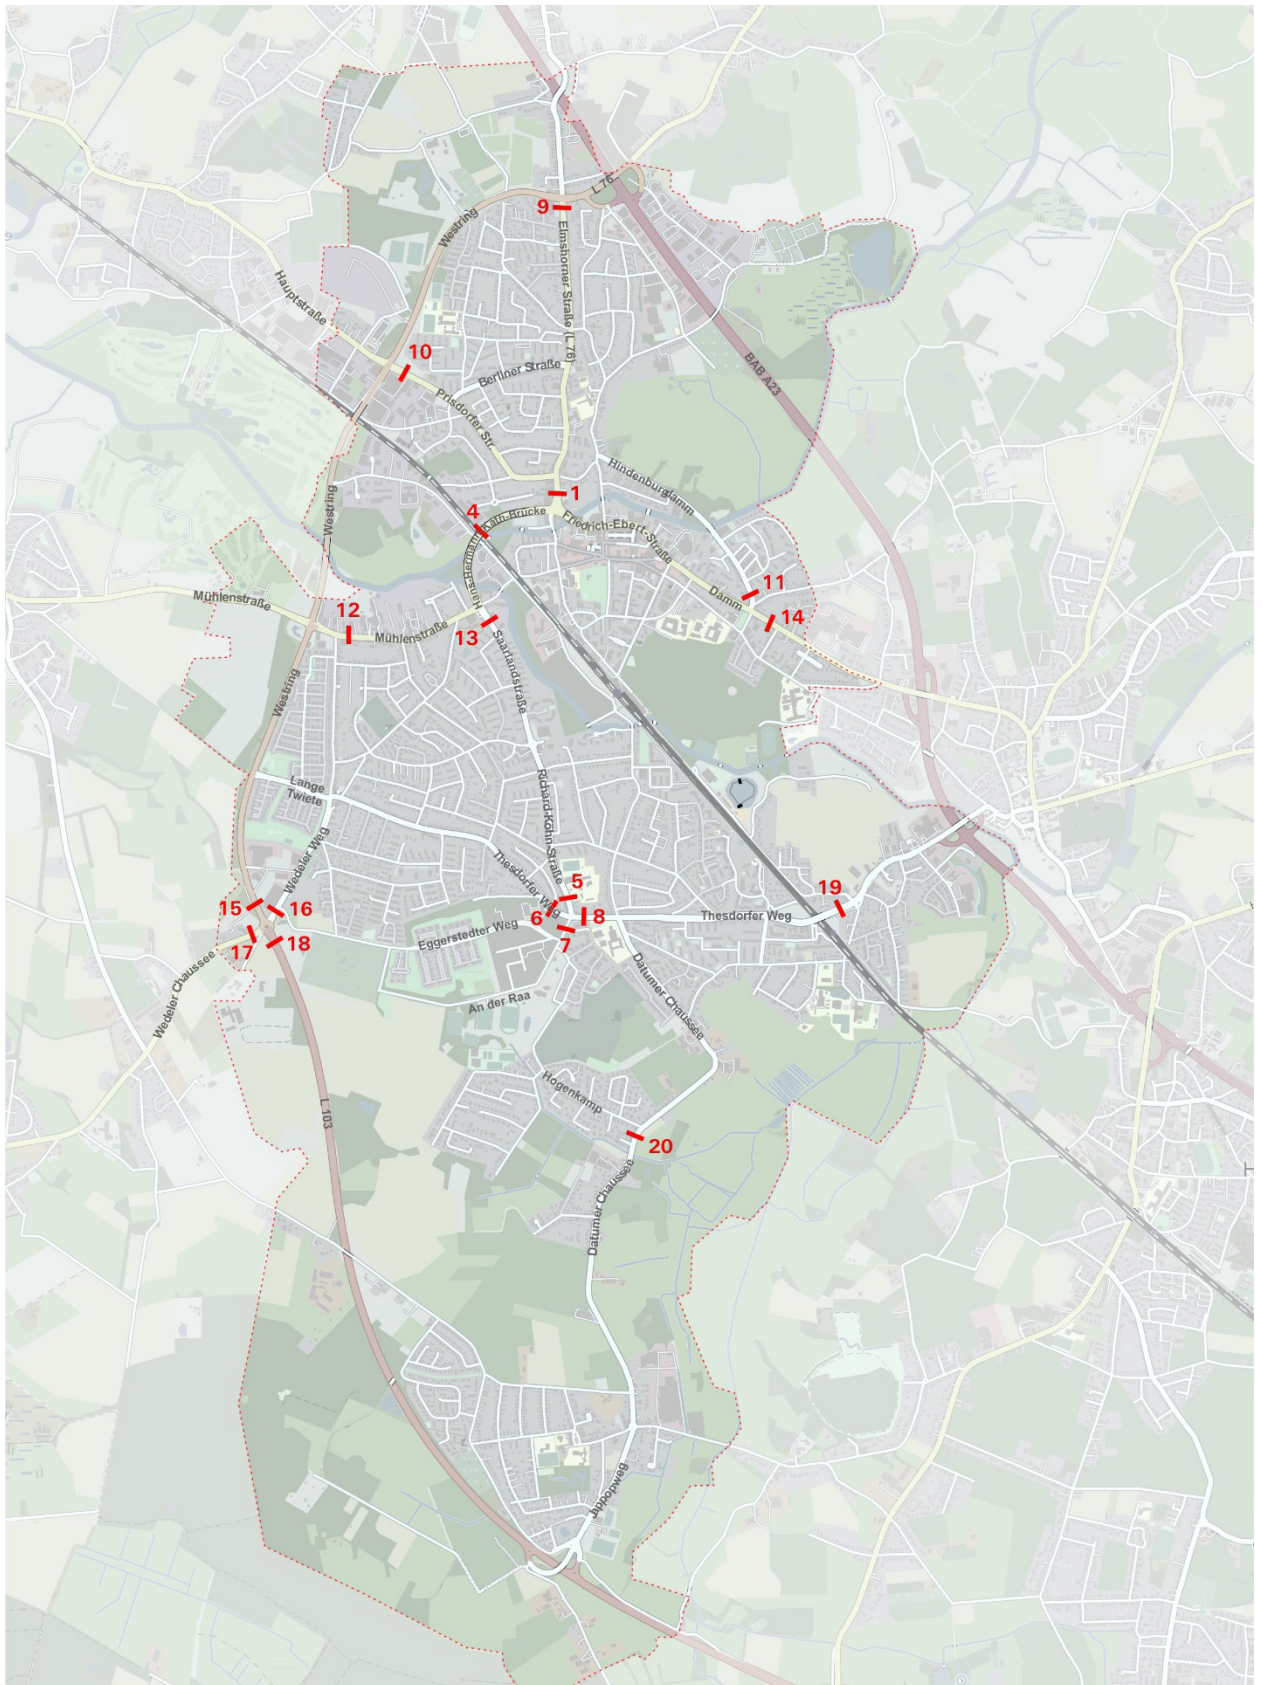 L 76
9
Elmshorner Straße (L 76)
Westring
Hauptstraße
10
Berliner Straße
BAB A23
Prisdorfer Str.
Hindenburgdamm
1
4
Hans-Hermann-Kath-Brücke
Friedrich-Ebert-Straße
Westring
11
Damm
14
Mühlenstraße
12
Mühlenstraße
13
Saarlandstraße
Westring
Lange
Twiete
Richard-Köhn-Straße
Wedeler Weg
Thesdorfer Weg
5
19
15
16
6
8
Thesdorfer Weg
7
Eggerstedter Weg
17
18
Wedeler Chaussee
Datumer Chaussee
An der Raa
Hogenkamp
L 103
20
Datumer Chaussee
H
Jappopweg